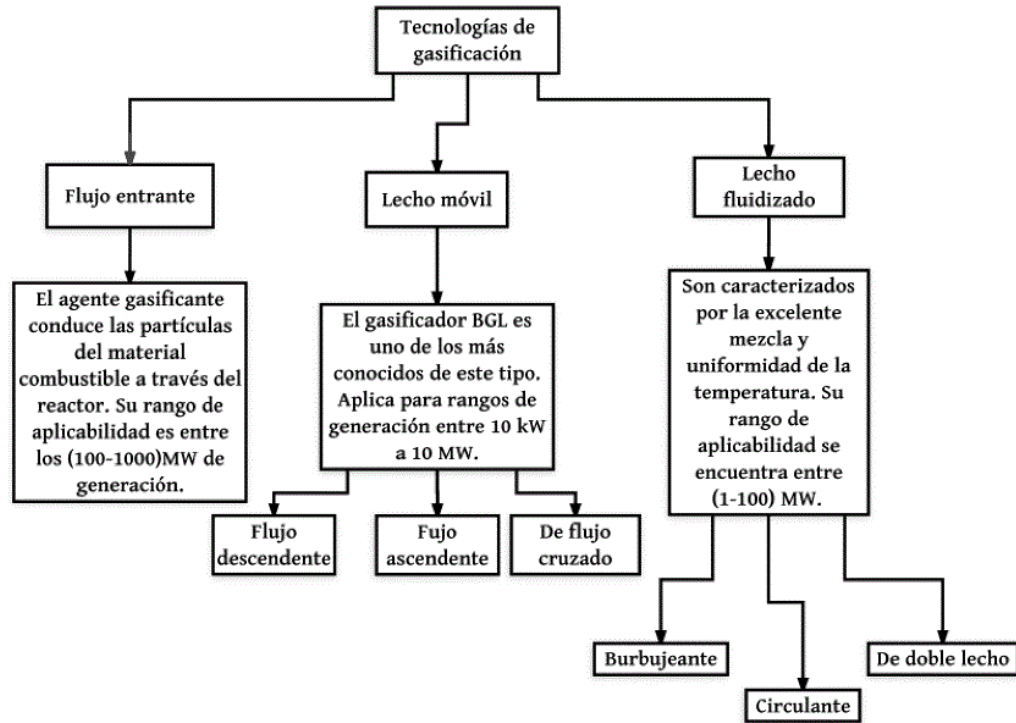 Tecnologías de
gasificación
Flujo entrante
Lecho móvil
Lecho
fluidizado
El agente gasificante
conduce las partículas
del material
combustible a través del
reactor. Su rango de
aplicabilidad es entre
los (100-1000)MW de
generación.
El gasificador BGL es
uno de los más
conocidos de este tipo.
Aplica para rangos de
generación entre 10 kW
a 10 MW.
Son caracterizados
por la excelente
mezcla y
uniformidad de la
temperatura. Su
rango de
aplicabilidad se
encuentra entre
(1-100) MW.
Flujo
descendente
Fujo
ascendente
De flujo
cruzado
Burbujeante
Circulante
De doble lecho